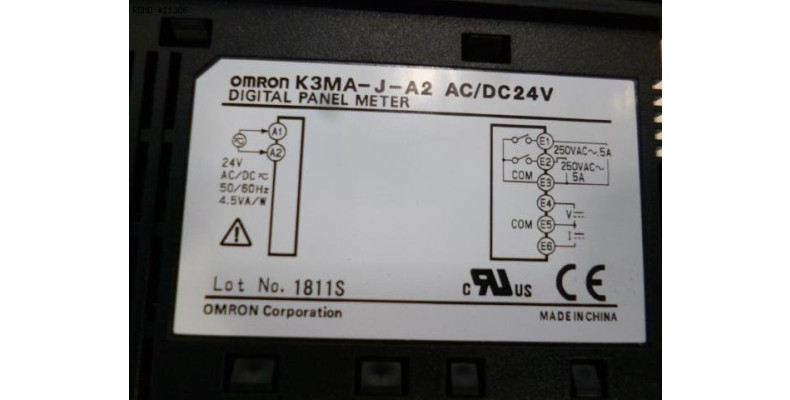 omron K3MA-J-A2 AC/DC24V
DIGITAL PANEL METER
A1
A2
24V
AC/DC
50/60Hz
4.5VA/W
E1
250VAC~.5A
E2
250VAC~
5A
COM
E3
E4
V
COM E5
I
E6
Lot No. 1811S
c RU US CE
OMRON Corporation
MADE IN CHINA